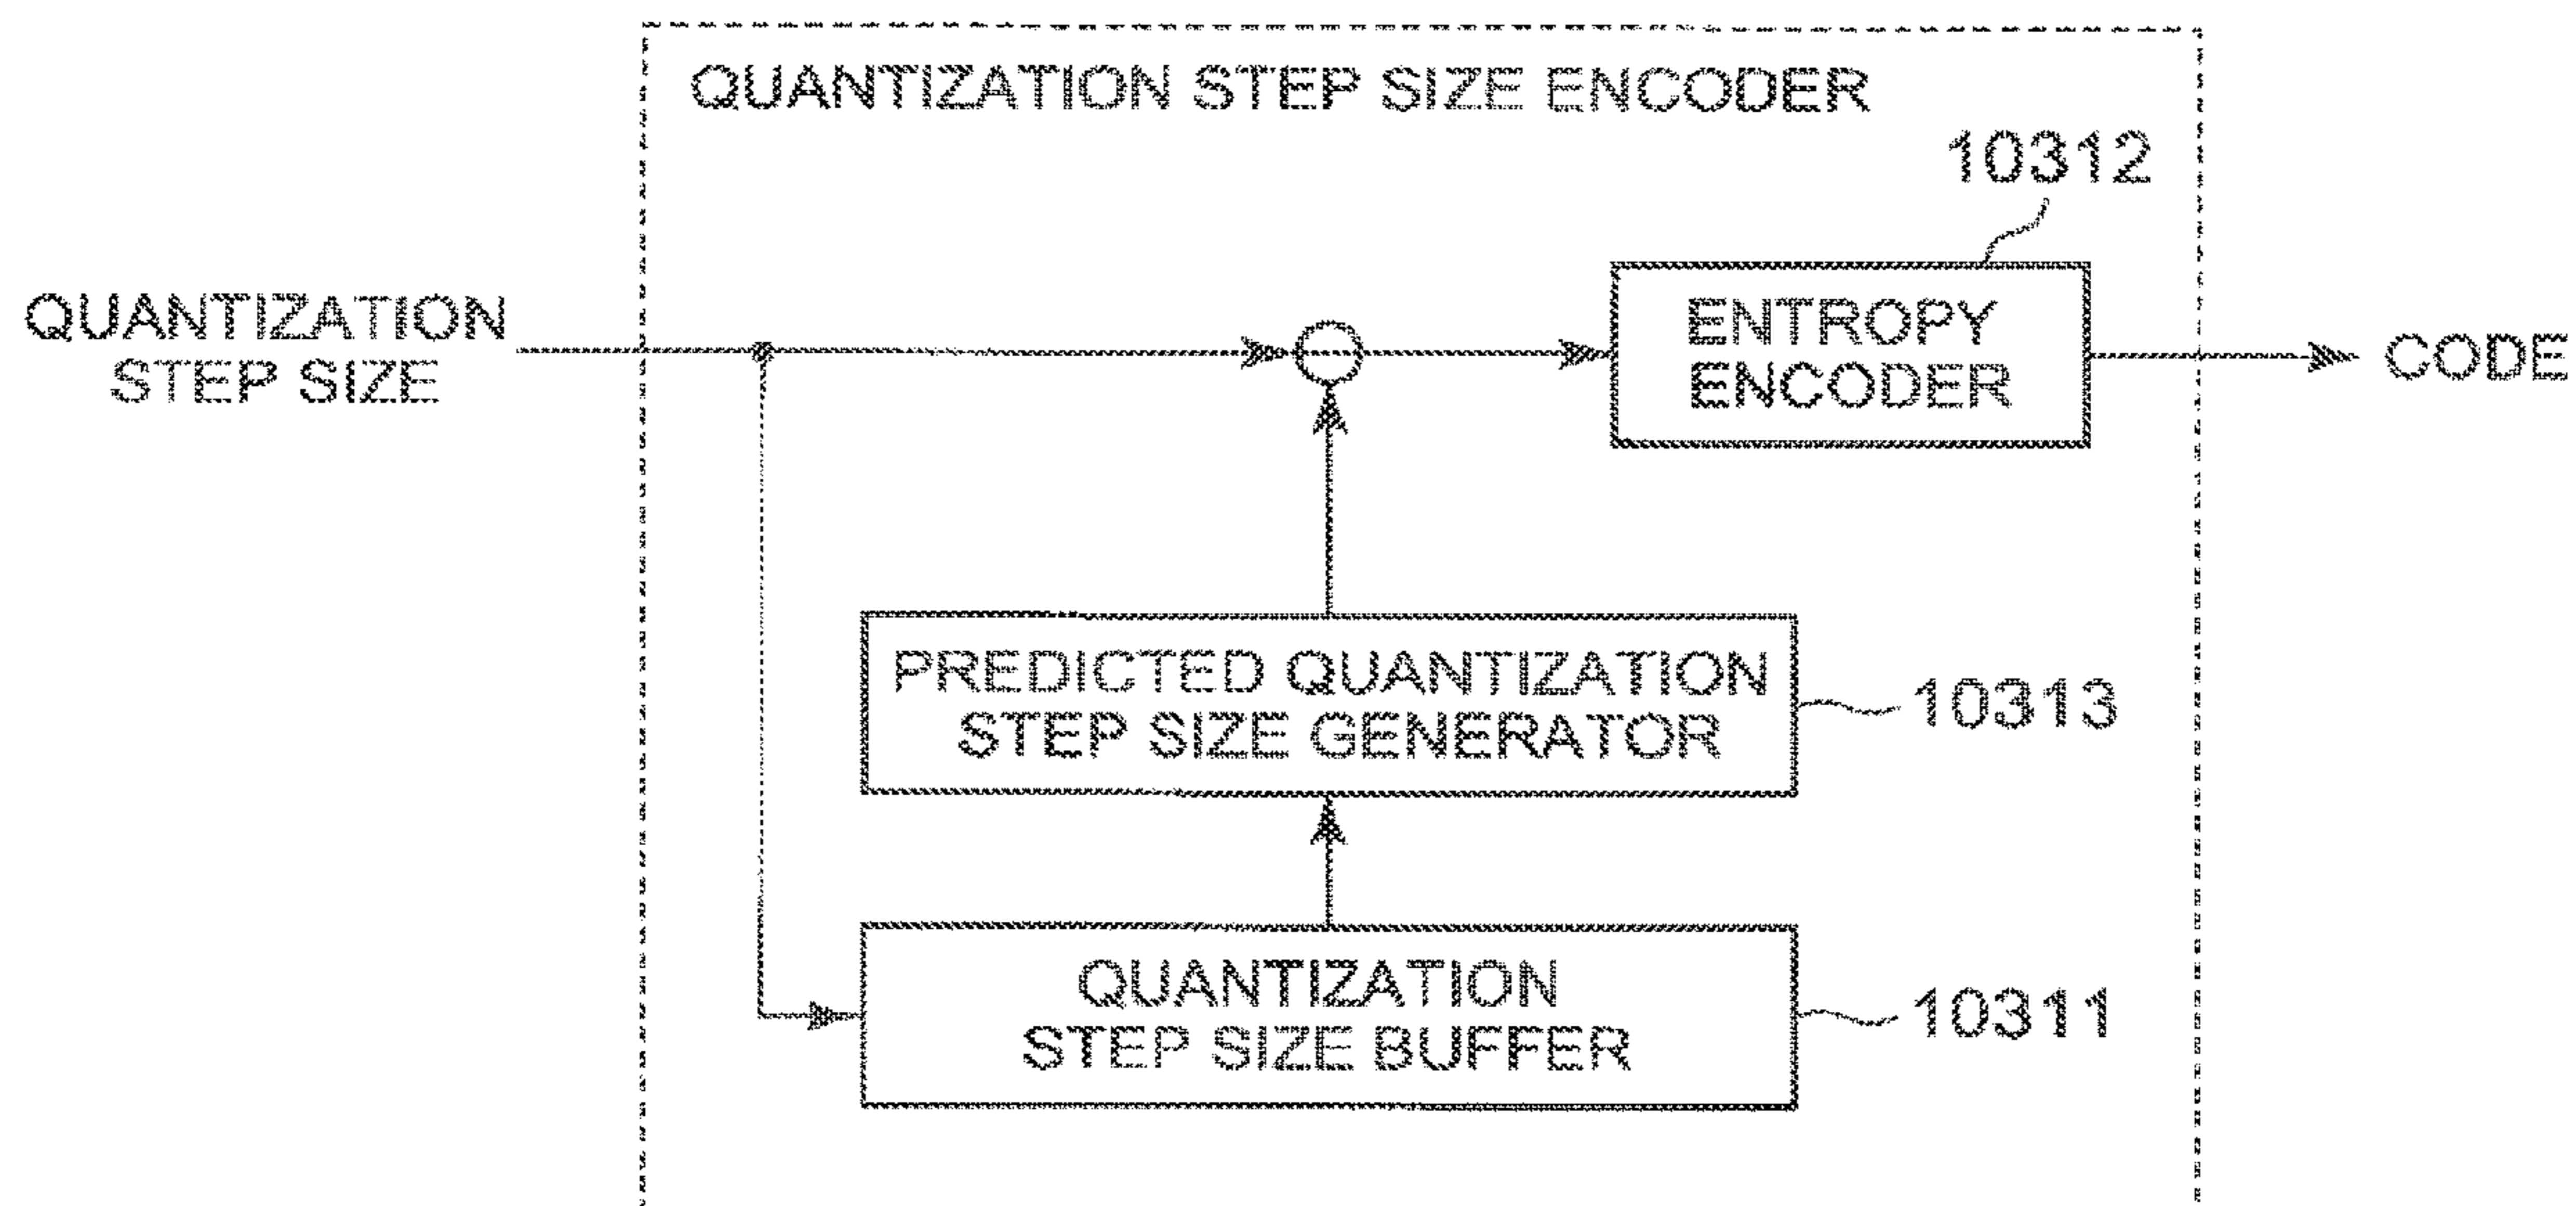 QUANTIZATION STEP SIZE ENCODER
10312
QUANTIZATION
STEP SIZE
ENTROPY
ENCODER
CODE
PREDICTED QUANTIZATION
STEP SIZE GENERATOR
10313
QUANTIZATION
STEP SIZE BUFFER
10311